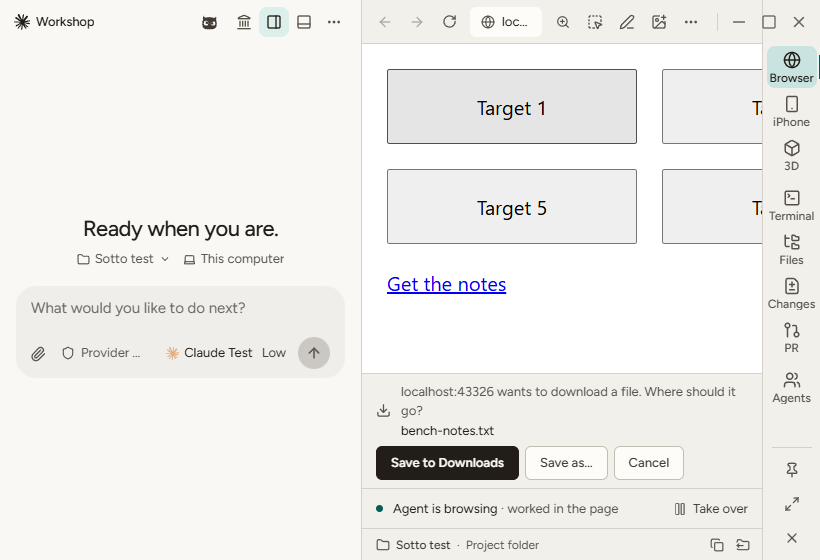 Workshop
loc...
Target 1
Target 5
Get the notes
Ready when you are.
Sotto test
This computer
What would you like to do next?
Provider ...
Claude Test Low
localhost:43326 wants to download a file. Where should it
go?
bench-notes.txt
Save to Downloads
Save as...
Cancel
Agent is browsing · worked in the page
Take over
Sotto test · Project folder
Browser
iPhone
3D
Terminal
Files
Changes
PR
Agents